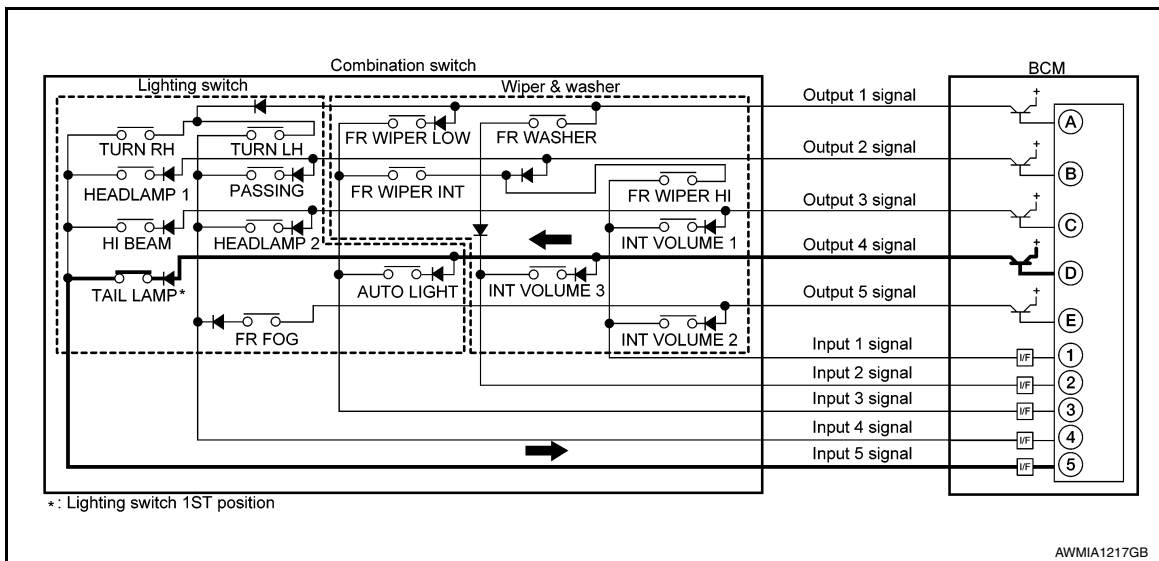 Combination switch
BCM
Lighting switch
Wiper & washer
Output 1 signal
+
A
TURN RH
TURN LH
FR WIPER LOW
FR WASHER
Output 2 signal
+
B
HEADLAMP 1
PASSING
FR WIPER INT
FR WIPER HI
Output 3 signal
+
C
HI BEAM
HEADLAMP 2
INT VOLUME 1
Output 4 signal
+
D
TAIL LAMP*
AUTO LIGHT
INT VOLUME 3
Output 5 signal
+
E
FR FOG
INT VOLUME 2
Input 1 signal
I/F
1
Input 2 signal
I/F
2
Input 3 signal
I/F
3
Input 4 signal
I/F
4
Input 5 signal
I/F
5
*: Lighting switch 1ST position
AWMIA1217GB